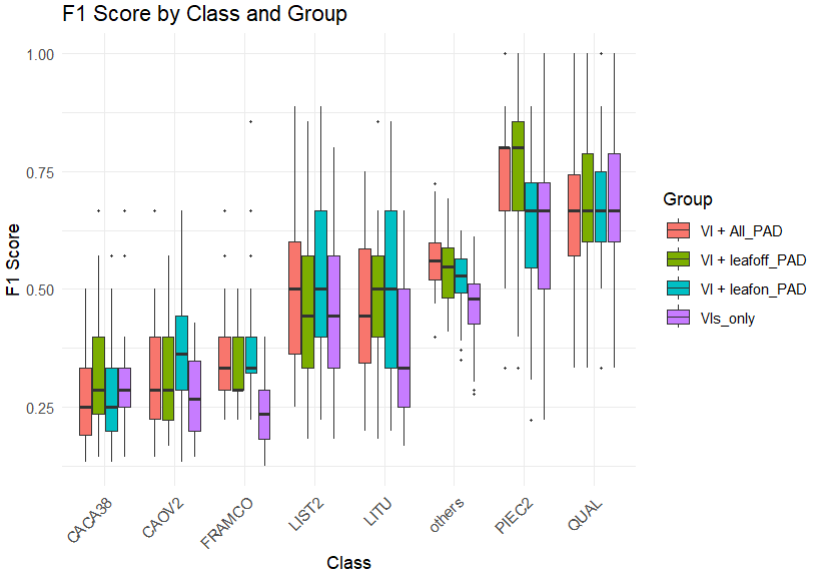 F1 Score by Class and Group
1.00
0.75
0.50
0.25
F1 Score
CACA38
CAOV2
FRAMCO
LIST2
LITU
others
PIEC2
QUAL
Class
Group
VI + All_PAD
VI + leafoff_PAD
VI + leafon_PAD
VIs_only